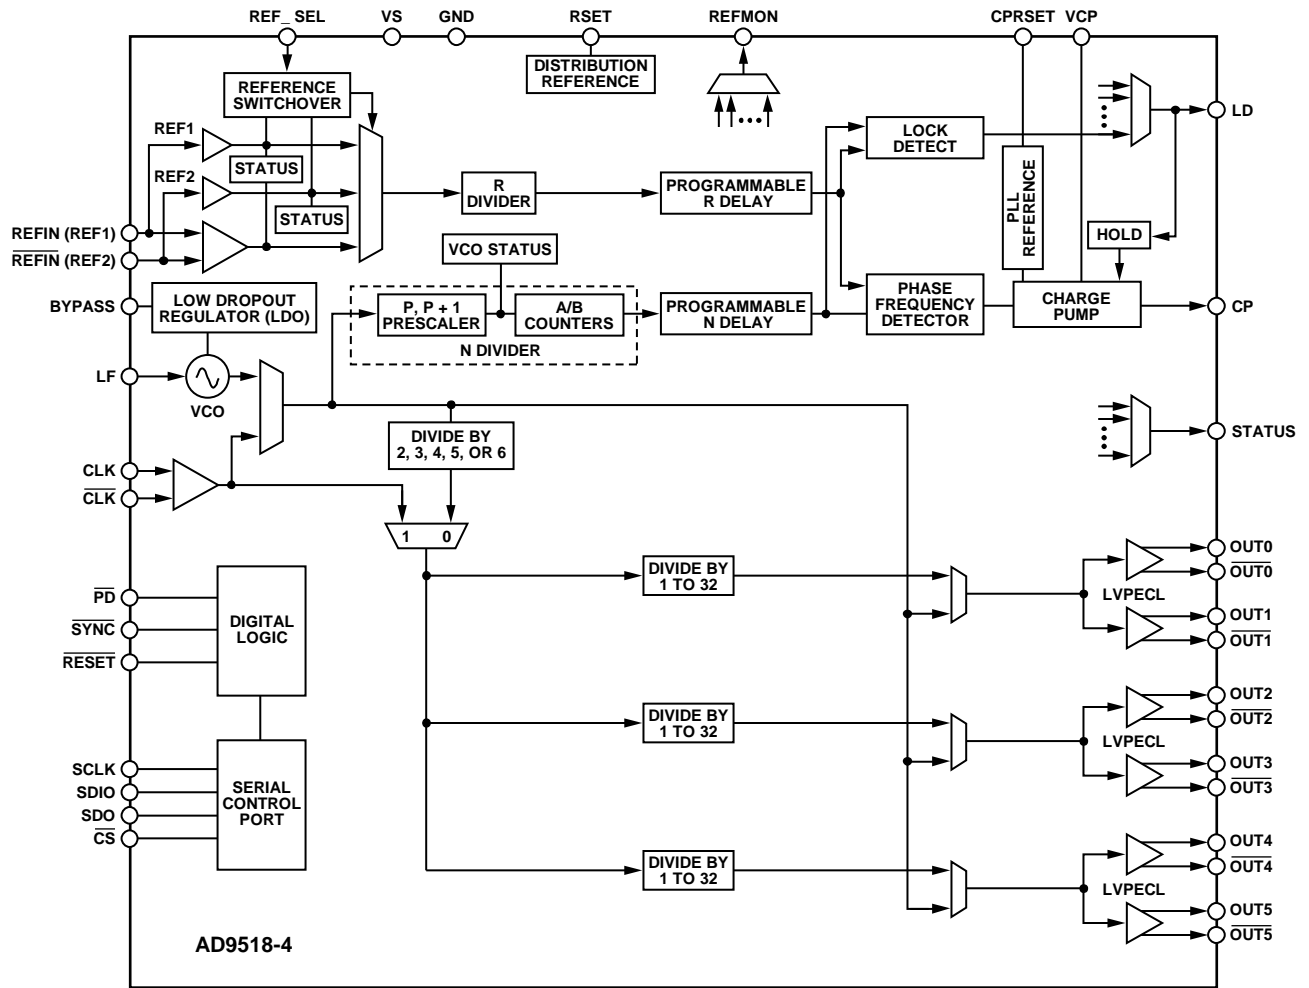 REF_ SEL
VS
GND
RSET
REFMON
CPRSET
VCP
DISTRIBUTION
REFERENCE
REFERENCE
SWITCHOVER
REF1
STATUS
REF2
STATUS
REFIN (REF1)
REFIN (REF2)
R
DIVIDER
PROGRAMMABLE
R DELAY
LOCK
DETECT
LD
PLL
REFERENCE
HOLD
VCO STATUS
BYPASS
LOW DROPOUT
REGULATOR (LDO)
P, P + 1
PRESCALER
A/B
COUNTERS
N DIVIDER
PROGRAMMABLE
N DELAY
PHASE
FREQUENCY
DETECTOR
CHARGE
PUMP
CP
LF
VCO
DIVIDE BY
2, 3, 4, 5, OR 6
STATUS
CLK
CLK
1 0
PD
SYNC
RESET
DIGITAL
LOGIC
DIVIDE BY
1 TO 32
LVPECL
OUT0
OUT0
OUT1
OUT1
DIVIDE BY
1 TO 32
LVPECL
OUT2
OUT2
OUT3
OUT3
SCLK
SDIO
SDO
CS
SERIAL
CONTROL
PORT
DIVIDE BY
1 TO 32
LVPECL
OUT4
OUT4
OUT5
OUT5
AD9518-4